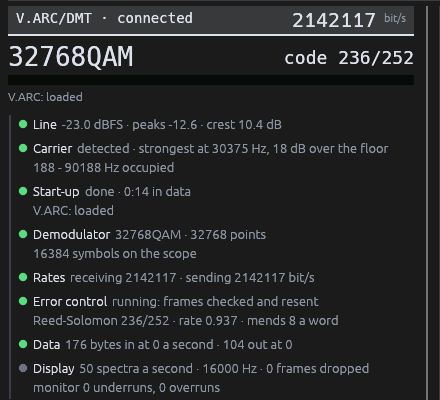 V.ARC/DMT · connected 2142117 bit/s
32768QAM code 236/252
V.ARC: loaded
Line -23.0 dBFS · peaks -12.6 · crest 10.4 dB
Carrier detected · strongest at 30375 Hz, 18 dB over the floor
188 - 90188 Hz occupied
Start-up done · 0:14 in data
V.ARC: loaded
Demodulator 32768QAM · 32768 points
16384 symbols on the scope
Rates receiving 2142117 · sending 2142117 bit/s
Error control running: frames checked and resent
Reed-Solomon 236/252 · rate 0.937 · mends 8 a word
Data 176 bytes in at 0 a second · 104 out at 0
Display 50 spectra a second · 16000 Hz · 0 frames dropped
monitor 0 underruns, 0 overruns